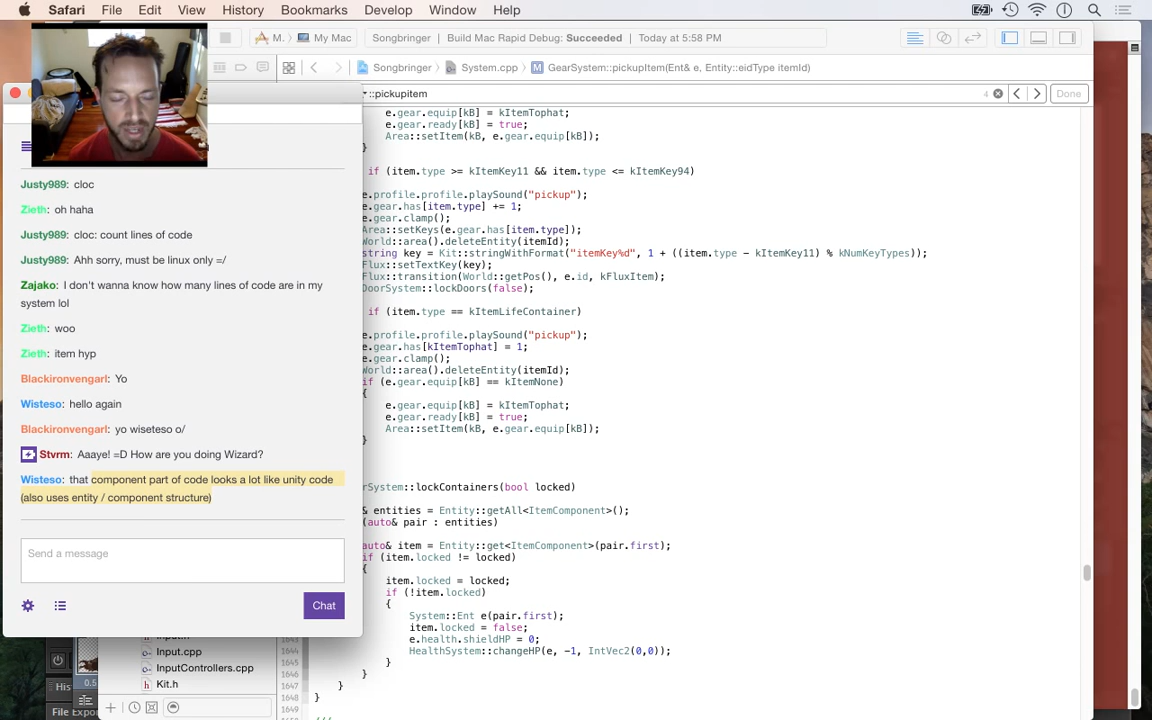 Safari File Edit View History Bookmarks Develop Window Help
M. My Mac Songbringer Build Mac Rapid Debug: Succeeded Today at 5:58 PM
Songbringer System.cpp M GearSystem::pickupItem(Ent& e, Entity::eidType itemId)
::pickupitem 4 Done
Justy989: cloc
Zieth: oh haha
Justy989: cloc: count lines of code
Justy989: Ahh sorry, must be linux only =/
Zajako: I don't wanna know how many lines of code are in my
system lol
Zieth: woo
Zieth: item hyp
Blackironvengarl: Yo
Wisteso: hello again
Blackironvengarl: yo wiseteso o/
Stvrm: Aaaye! =D How are you doing Wizard?
Wisteso: that component part of code looks a lot like unity code
(also uses entity / component structure)
Send a message
Chat
e.gear.equip[kB] = kItemTophat;
e.gear.ready[kB] = true;
Area::setItem(kB, e.gear.equip[kB]);
}
if (item.type >= kItemKey11 && item.type <= kItemKey94)
e.profile.profile.playSound("pickup");
e.gear.has[item.type] += 1;
e.gear.clamp();
Area::setKeys(e.gear.has[item.type]);
World::area().deleteEntity(itemId);
string key = Kit::stringWithFormat("itemKey%d", 1 + ((item.type - kItemKey11) % kNumKeyTypes));
Flux::setTextKey(key);
Flux::transition(World::getPos(), e.id, kFluxItem);
DoorSystem::lockDoors(false);
if (item.type == kItemLifeContainer)
e.profile.profile.playSound("pickup");
e.gear.has[kItemTophat] = 1;
e.gear.clamp();
World::area().deleteEntity(itemId);
if (e.gear.equip[kB] == kItemNone)
{
e.gear.equip[kB] = kItemTophat;
e.gear.ready[kB] = true;
Area::setItem(kB, e.gear.equip[kB]);
}
rSystem::lockContainers(bool locked)
& entities = Entity::getAll<ItemComponent>();
(auto& pair : entities)
auto& item = Entity::get<ItemComponent>(pair.first);
if (item.locked != locked)
{
item.locked = locked;
if (!item.locked)
{
System::Ent e(pair.first);
item.locked = false;
e.health.shieldHP = 0;
HealthSystem::changeHP(e, -1, IntVec2(0,0));
1645 }
1646 }
1647 }
1648 }
1649
Input.cpp
InputControllers.cpp
Kit.h
0.5
His
File Expor